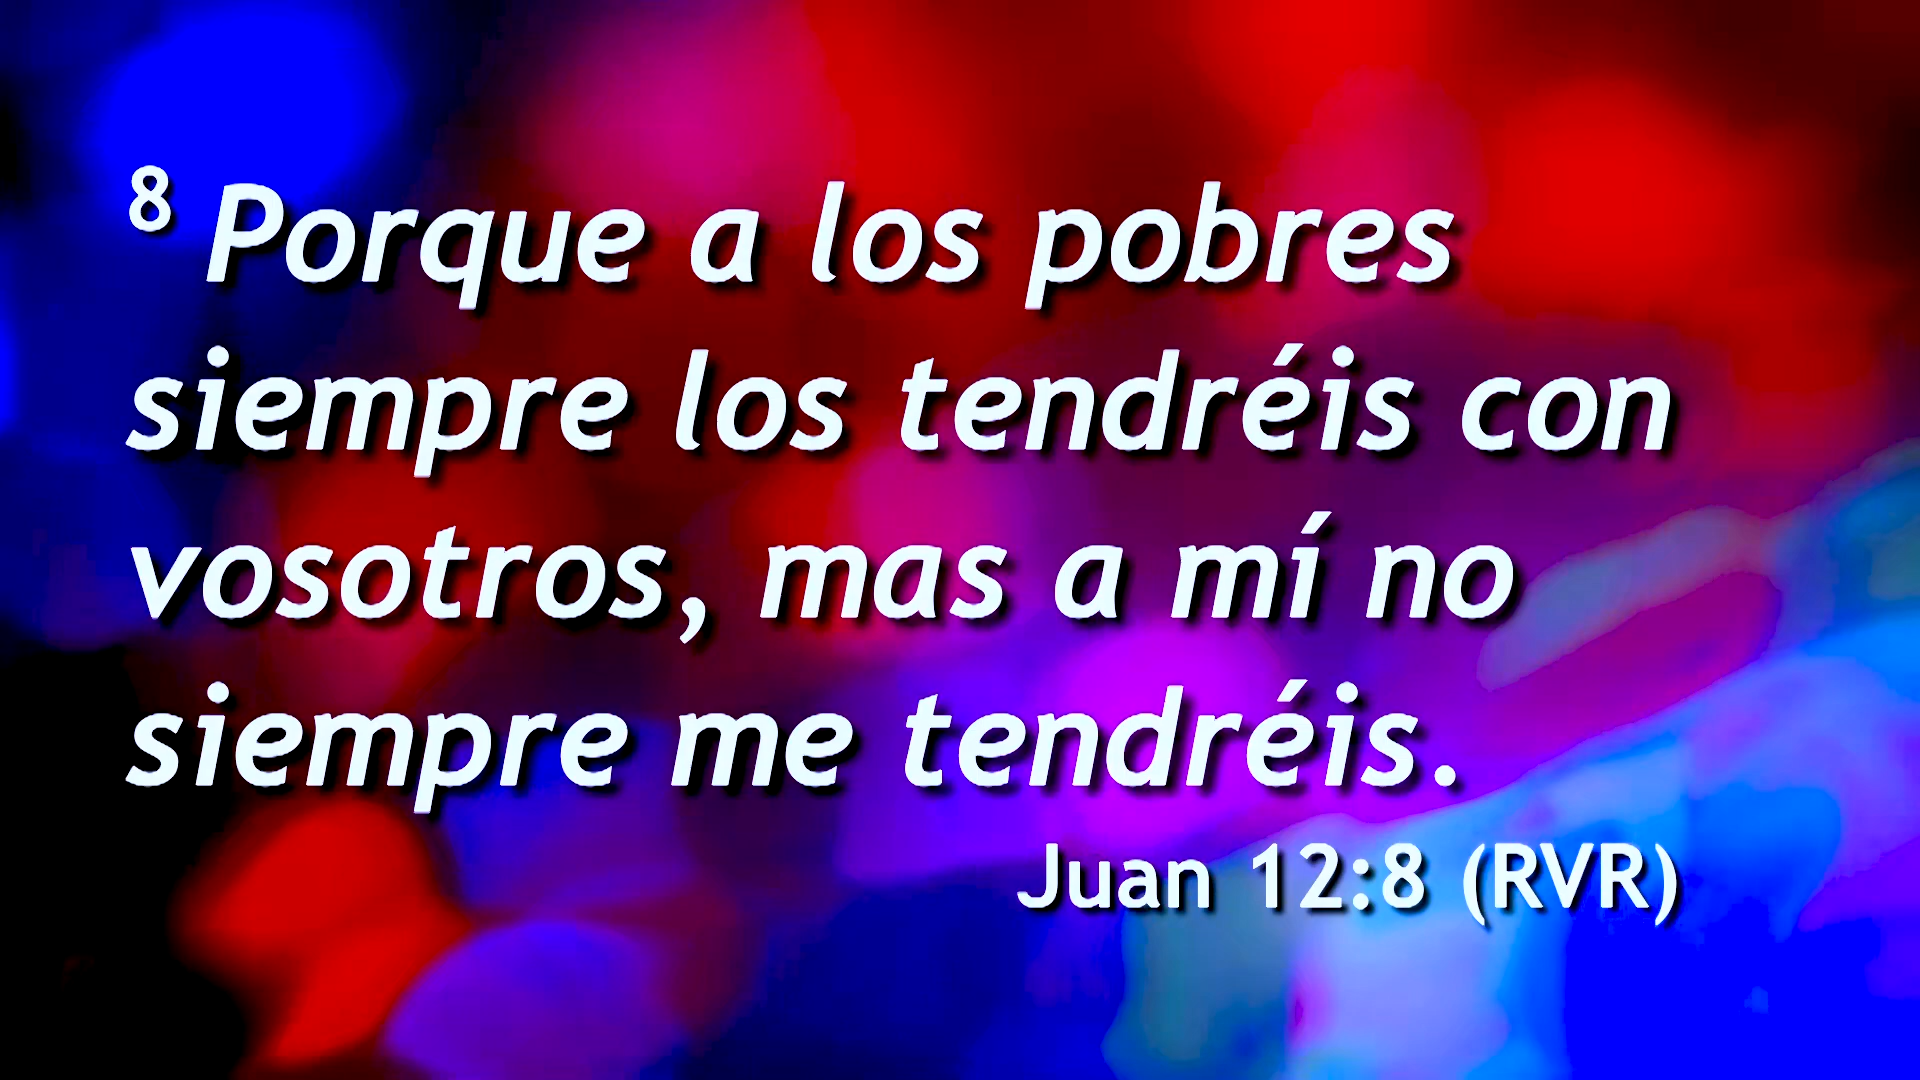 8 Porque a los pobres
siempre los tendréis con
vosotros, mas a mí no
siempre me tendréis.
Juan 12:8 (RVR)